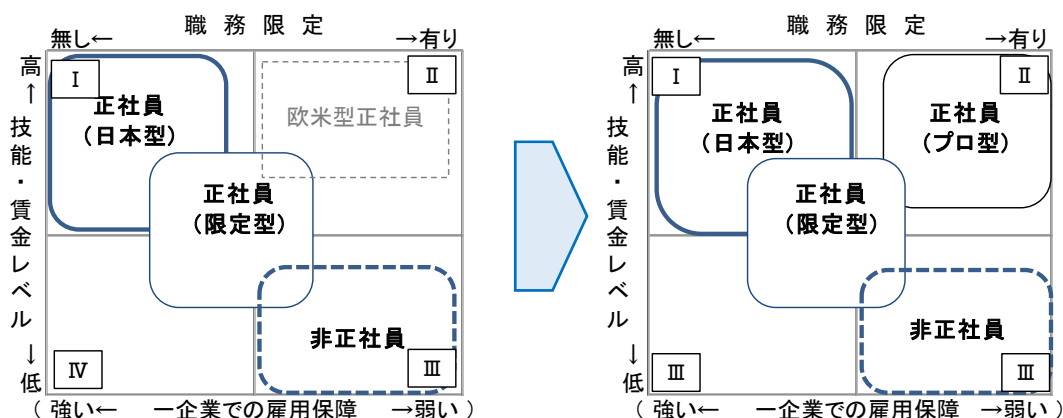 職務限定
無し← →有り
高←技能・賃金レベル→低
Ⅰ
Ⅱ
正社員
（日本型）
欧米型正社員
正社員
（限定型）
非正社員
Ⅳ
Ⅲ
（ 強い← 一企業での雇用保障 →弱い ）
職務限定
無し← →有り
高←技能・賃金レベル→低
Ⅰ
Ⅱ
正社員
（日本型）
正社員
（プロ型）
正社員
（限定型）
非正社員
Ⅲ
Ⅲ
（ 強い← 一企業での雇用保障 →弱い ）